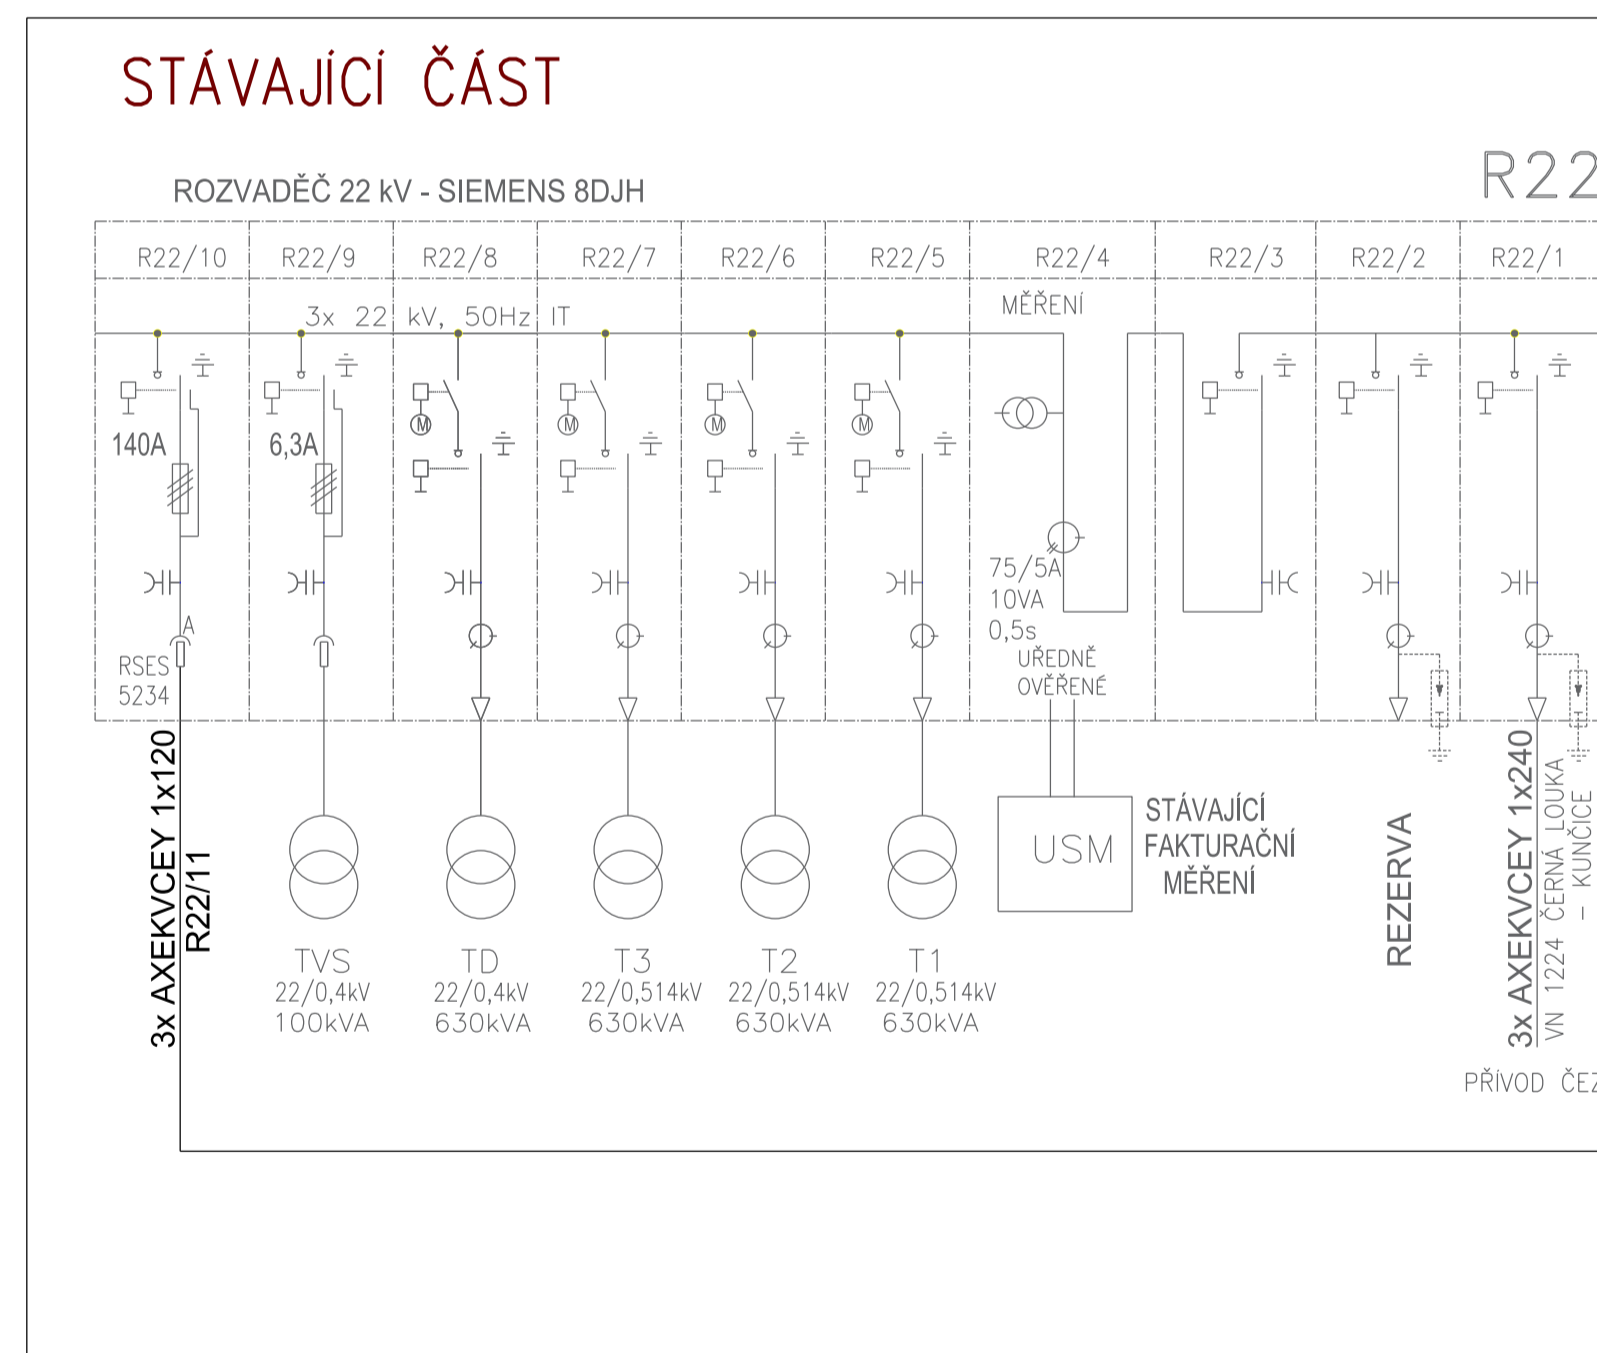 STÁVAJÍCÍ ČÁST
R22
ROZVADĚČ 22 kV - SIEMENS 8DJH
R22/10
R22/9
R22/8
R22/7
R22/6
R22/5
R22/4
R22/3
R22/2
R22/1
MĚŘENÍ
3x 22 kV, 50Hz IT
140A
6,3A
M
M
M
M
75/5A
10VA
0,5s
UŘEDNĚ
OVĚŘENÉ
A
RSES
5234
3x AXEKVCEY 1x120
R22/11
TVS
22/0,4kV
100kVA
TD
22/0,4kV
630kVA
T3
22/0,514kV
630kVA
T2
22/0,514kV
630kVA
T1
22/0,514kV
630kVA
USM
STÁVAJÍCÍ
FAKTURAČNÍ
MĚŘENÍ
REZERVA
3x AXEKVCEY 1x240
VN 1224 ČERNÁ LOUKA
– KUNČICE
PŘÍVOD ČEZ